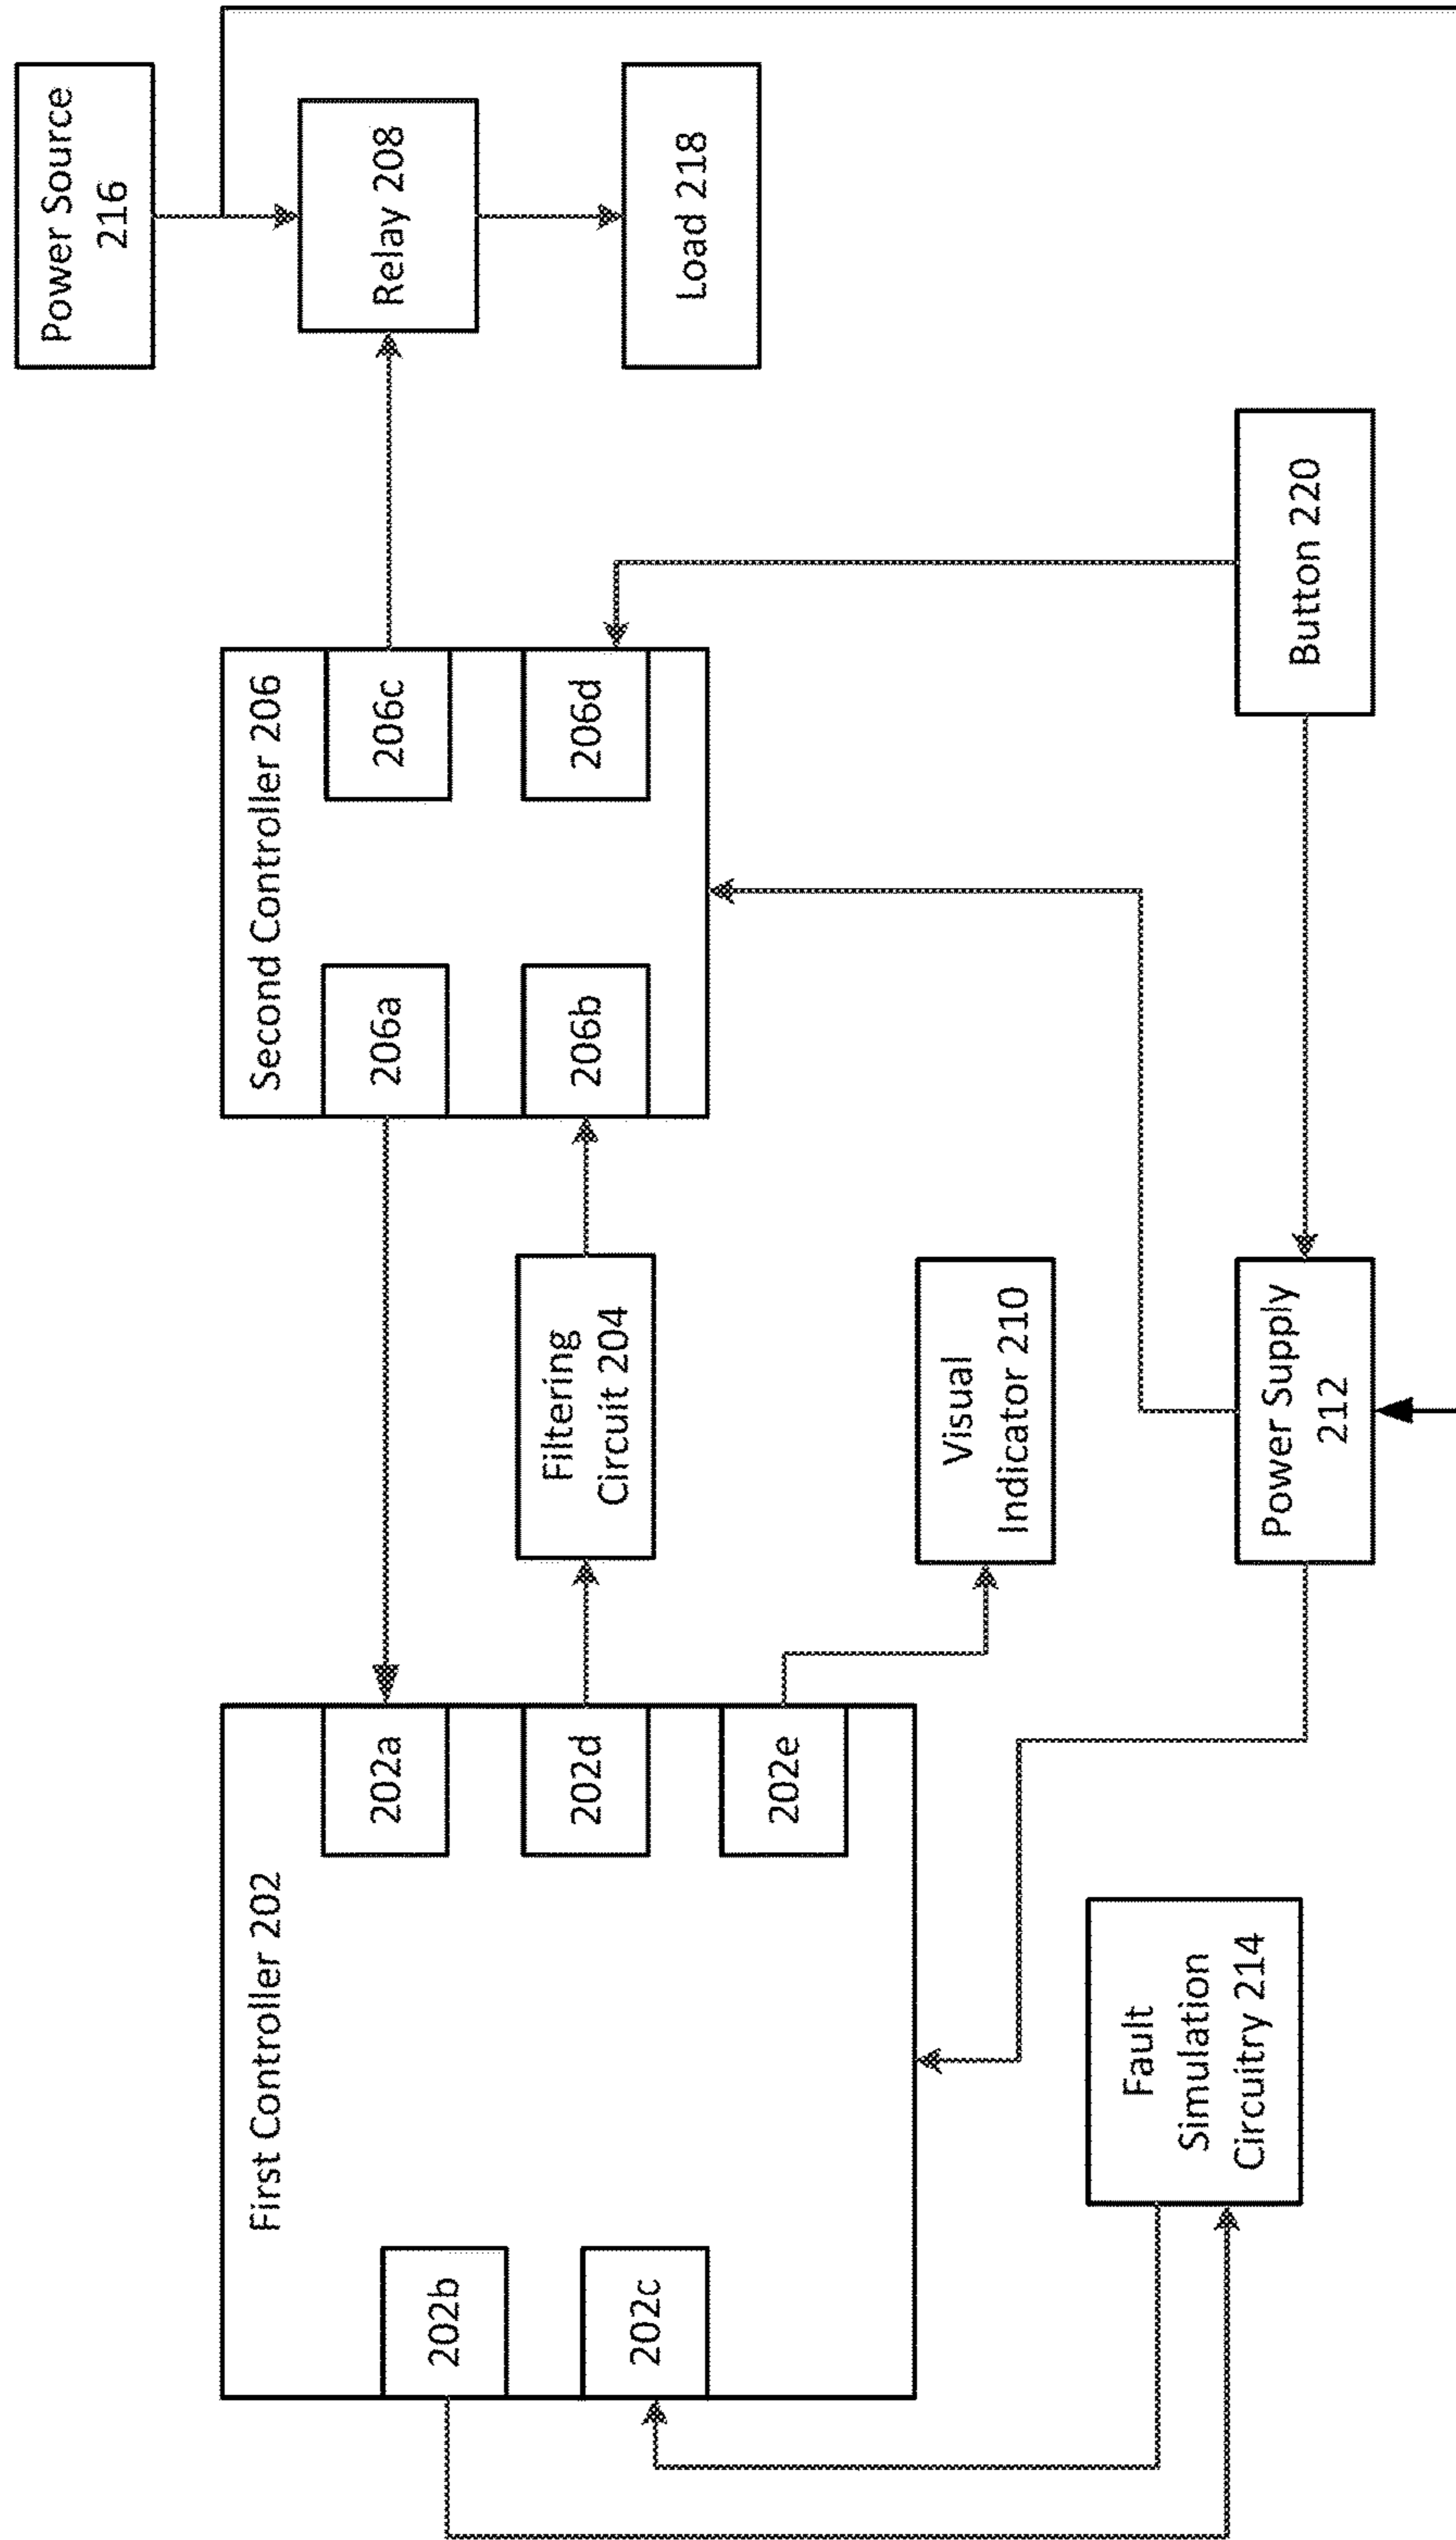 First Controller 202
202b
202c
202a
202d
202e
Filtering
Circuit 204
Second Controller 206
206a
206b
206c
206d
Power Source
216
Relay 208
Load 218
Visual
Indicator 210
Fault
Simulation
Circuitry 214
Power Supply
212
Button 220